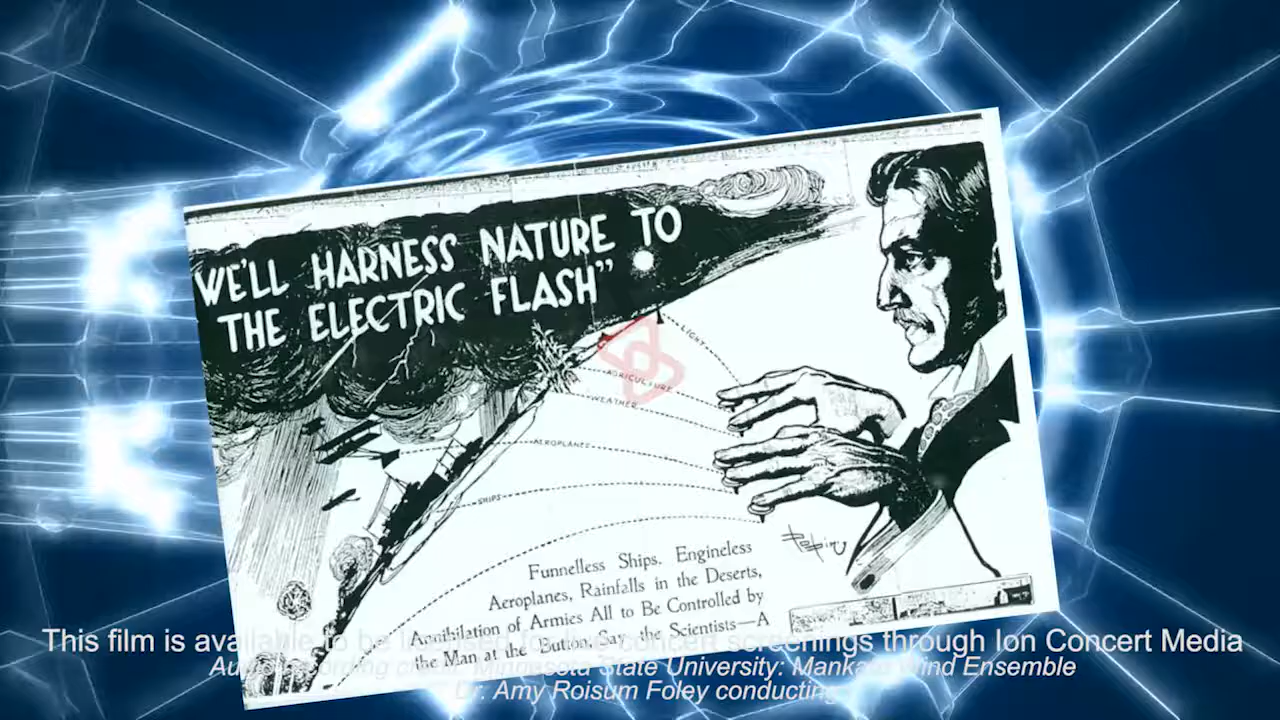 WE'LL HARNESS NATURE TO
THE ELECTRIC FLASH"
LIGHT
AGRICULTURE
WEATHER
AEROPLANES
SHIPS
Funnelless Ships, Engineless
Aeroplanes, Rainfalls in the Deserts,
Annihilation of Armies All to Be Controlled by
the Man at the Button, Say the Scientists—A
This film is available to be licensed for live concert screenings through Ion Concert Media
Audio recording Minnesota State University: Mankato Wind Ensemble
Dr. Amy Roisum Foley conducting